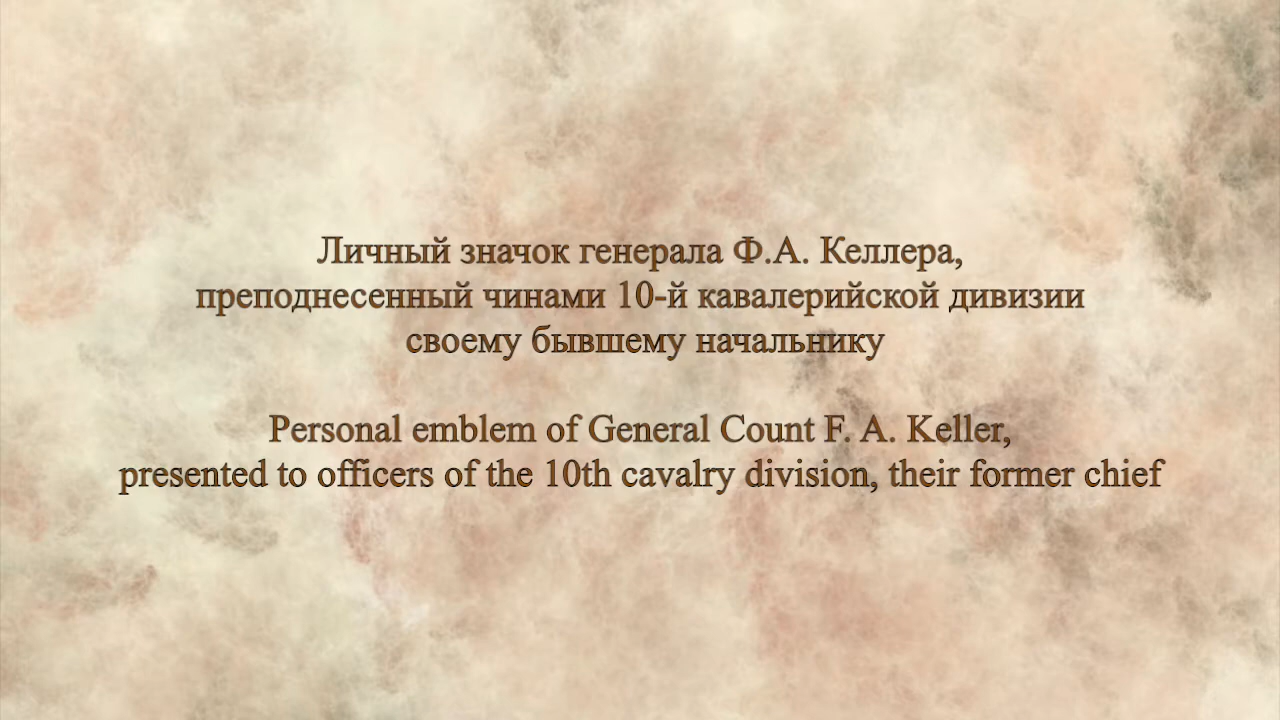 Личный значок генерала Ф.А. Келлера,
преподнесенный чинами 10-й кавалерийской дивизии
своему бывшему начальнику
Personal emblem of General Count F. A. Keller,
presented to officers of the 10th cavalry division, their former chief